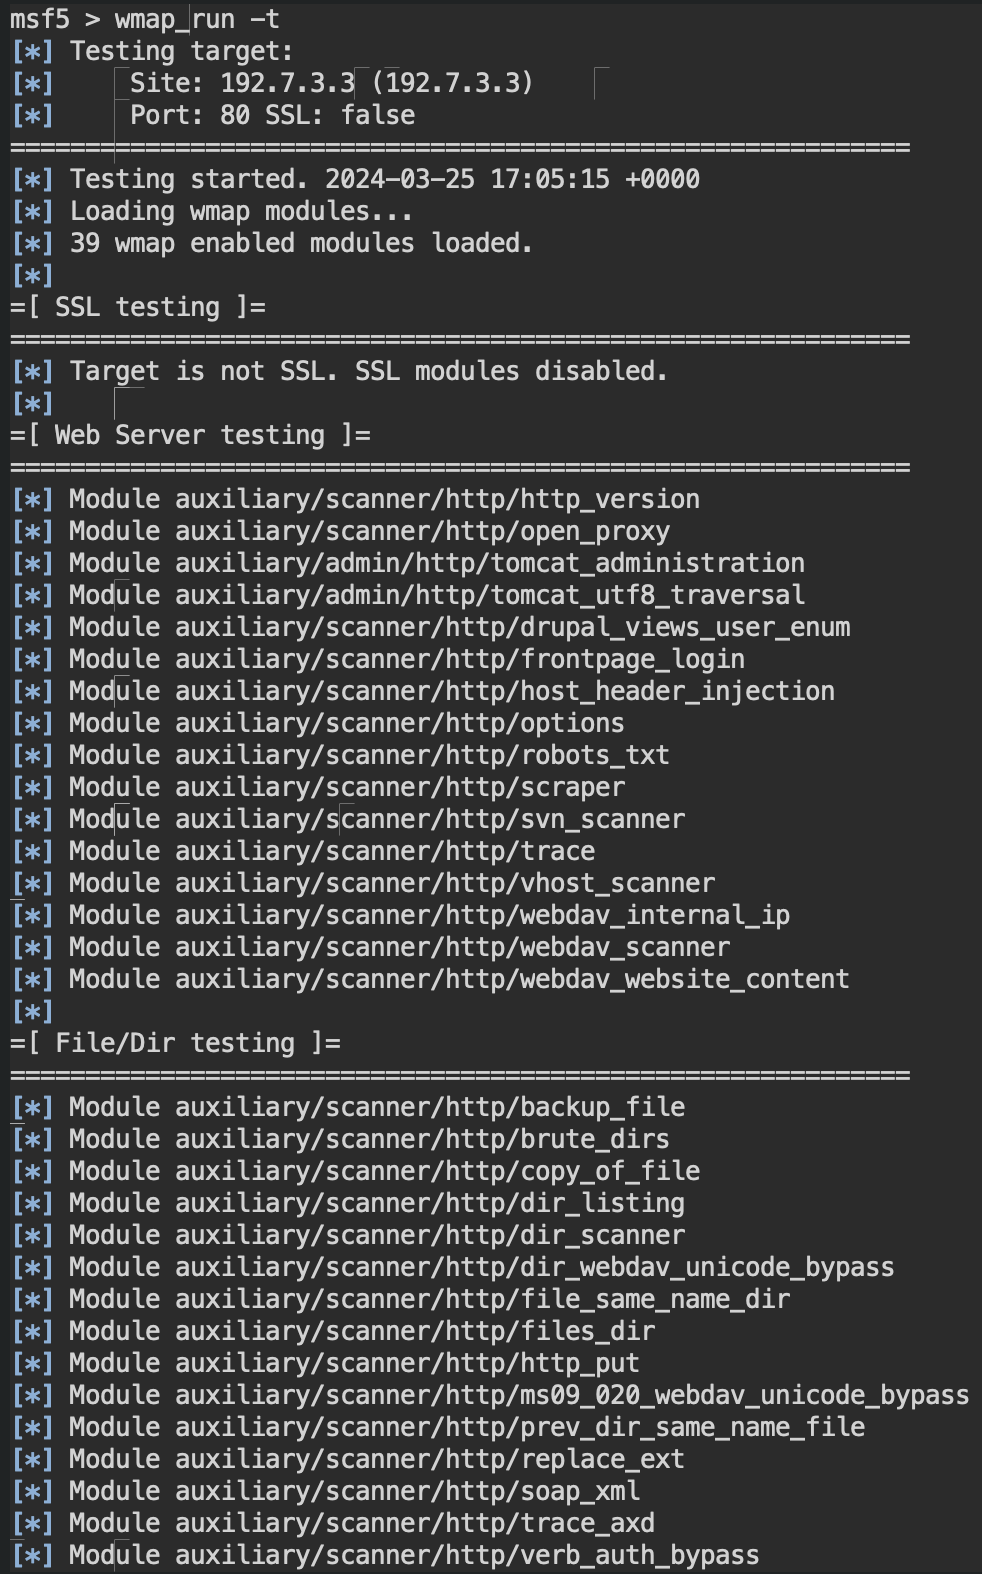 msf5 > wmap_run -t
[*] Testing target:
[*]     Site: 192.7.3.3 (192.7.3.3)
[*]     Port: 80 SSL: false
============================================================
[*] Testing started. 2024-03-25 17:05:15 +0000
[*] Loading wmap modules...
[*] 39 wmap enabled modules loaded.
[*]
=[ SSL testing ]=
============================================================
[*] Target is not SSL. SSL modules disabled.
[*]
=[ Web Server testing ]=
============================================================
[*] Module auxiliary/scanner/http/http_version
[*] Module auxiliary/scanner/http/open_proxy
[*] Module auxiliary/admin/http/tomcat_administration
[*] Module auxiliary/admin/http/tomcat_utf8_traversal
[*] Module auxiliary/scanner/http/drupal_views_user_enum
[*] Module auxiliary/scanner/http/frontpage_login
[*] Module auxiliary/scanner/http/host_header_injection
[*] Module auxiliary/scanner/http/options
[*] Module auxiliary/scanner/http/robots_txt
[*] Module auxiliary/scanner/http/scraper
[*] Module auxiliary/scanner/http/svn_scanner
[*] Module auxiliary/scanner/http/trace
[*] Module auxiliary/scanner/http/vhost_scanner
[*] Module auxiliary/scanner/http/webdav_internal_ip
[*] Module auxiliary/scanner/http/webdav_scanner
[*] Module auxiliary/scanner/http/webdav_website_content
[*]
=[ File/Dir testing ]=
============================================================
[*] Module auxiliary/scanner/http/backup_file
[*] Module auxiliary/scanner/http/brute_dirs
[*] Module auxiliary/scanner/http/copy_of_file
[*] Module auxiliary/scanner/http/dir_listing
[*] Module auxiliary/scanner/http/dir_scanner
[*] Module auxiliary/scanner/http/dir_webdav_unicode_bypass
[*] Module auxiliary/scanner/http/file_same_name_dir
[*] Module auxiliary/scanner/http/files_dir
[*] Module auxiliary/scanner/http/http_put
[*] Module auxiliary/scanner/http/ms09_020_webdav_unicode_bypass
[*] Module auxiliary/scanner/http/prev_dir_same_name_file
[*] Module auxiliary/scanner/http/replace_ext
[*] Module auxiliary/scanner/http/soap_xml
[*] Module auxiliary/scanner/http/trace_axd
[*] Module auxiliary/scanner/http/verb_auth_bypass